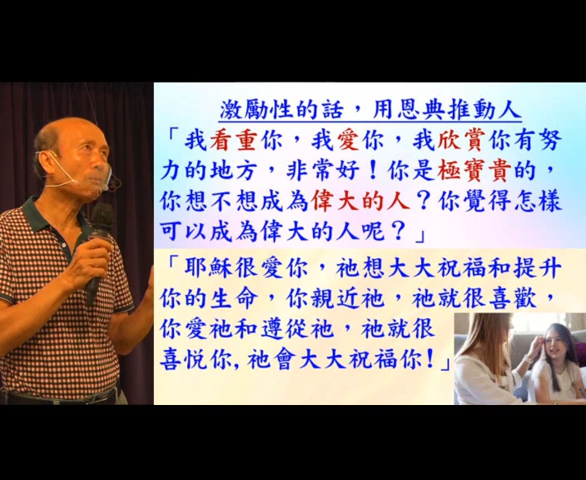 激勵性的話，用恩典推動人
「我看重你，我愛你，我欣賞你有努
力的地方，非常好！你是極寶貴的，
你想不想成為偉大的人？你覺得怎樣
可以成為偉大的人呢？」
「耶穌很愛你，祂想大大祝福和提升
你的生命，你親近祂，祂就很喜歡，
你愛祂和遵從祂，祂就很
喜悅你,祂會大大祝福你!」